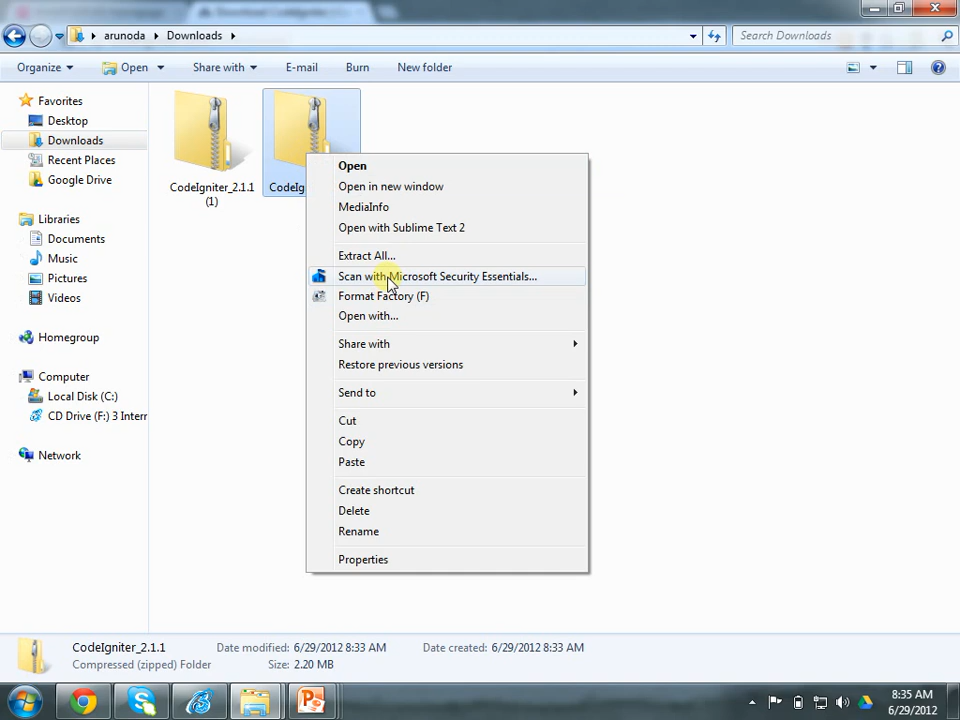 Download CodeIgniter
arunoda
Downloads
Search Downloads
Organize
Open
Share with
E-mail
Burn
New folder
Favorites
Desktop
Downloads
Recent Places
Google Drive
Libraries
Documents
Music
Pictures
Videos
Homegroup
Computer
Local Disk (C:)
CD Drive (F:) 3 Intern
Network
CodeIgniter_2.1.1
(1)
CodeIg
Open
Open in new window
MediaInfo
Open with Sublime Text 2
Extract All...
Scan with Microsoft Security Essentials...
Format Factory (F)
Open with...
Share with
Restore previous versions
Send to
Cut
Copy
Paste
Create shortcut
Delete
Rename
Properties
CodeIgniter_2.1.1
Date modified: 6/29/2012 8:33 AM
Date created: 6/29/2012 8:33 AM
Compressed (zipped) Folder
Size: 2.20 MB
8:35 AM
6/29/2012